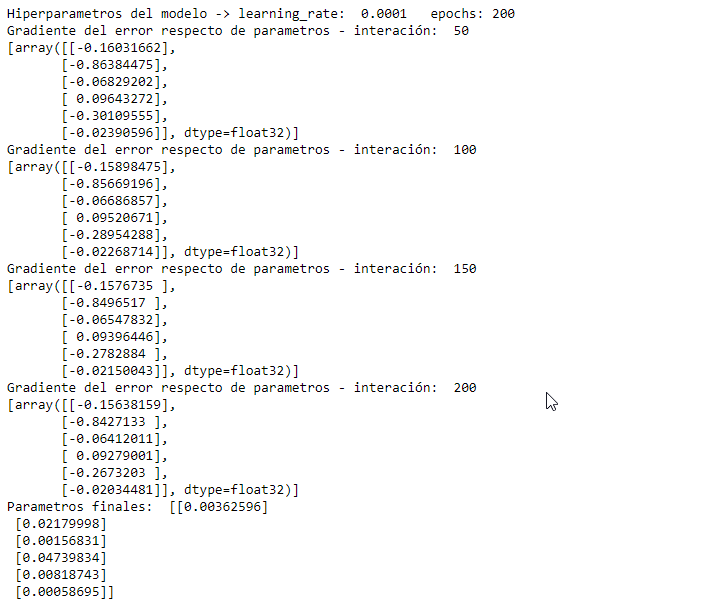 Hiperparametros del modelo -> learning_rate:  0.0001   epochs: 200
Gradiente del error respecto de parametros - interación:  50
[array([[-0.16031662],
       [-0.86384475],
       [-0.06829202],
       [ 0.09643272],
       [-0.30109555],
       [-0.02390596]], dtype=float32)]
Gradiente del error respecto de parametros - interación:  100
[array([[-0.15898475],
       [-0.85669196],
       [-0.06686857],
       [ 0.09520671],
       [-0.28954288],
       [-0.02268714]], dtype=float32)]
Gradiente del error respecto de parametros - interación:  150
[array([[-0.1576735 ],
       [-0.8496517 ],
       [-0.06547832],
       [ 0.09396446],
       [-0.2782884 ],
       [-0.02150043]], dtype=float32)]
Gradiente del error respecto de parametros - interación:  200
[array([[-0.15638159],
       [-0.8427133 ],
       [-0.06412011],
       [ 0.09279001],
       [-0.2673203 ],
       [-0.02034481]], dtype=float32)]
Parametros finales:  [[0.00362596]
 [0.02179998]
 [0.00156831]
 [0.04739834]
 [0.00818743]
 [0.00058695]]